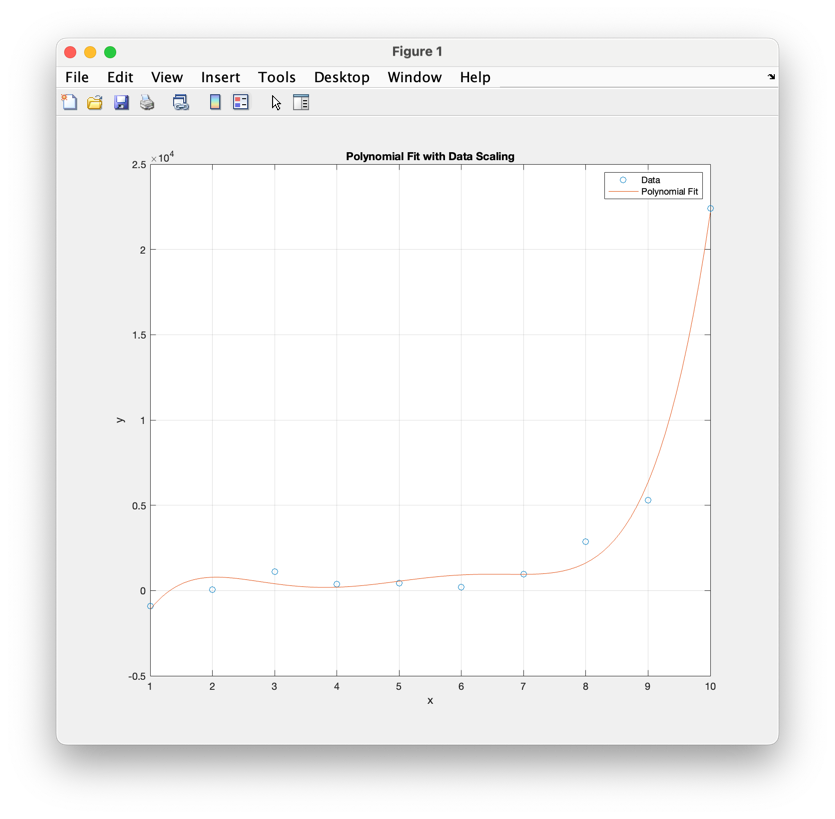 Figure 1
File Edit View Insert Tools Desktop Window Help
Polynomial Fit with Data Scaling
×10^4
2.5
2
1.5
1
0.5
0
-0.5
y
Data
Polynomial Fit
1 2 3 4 5 6 7 8 9 10
x